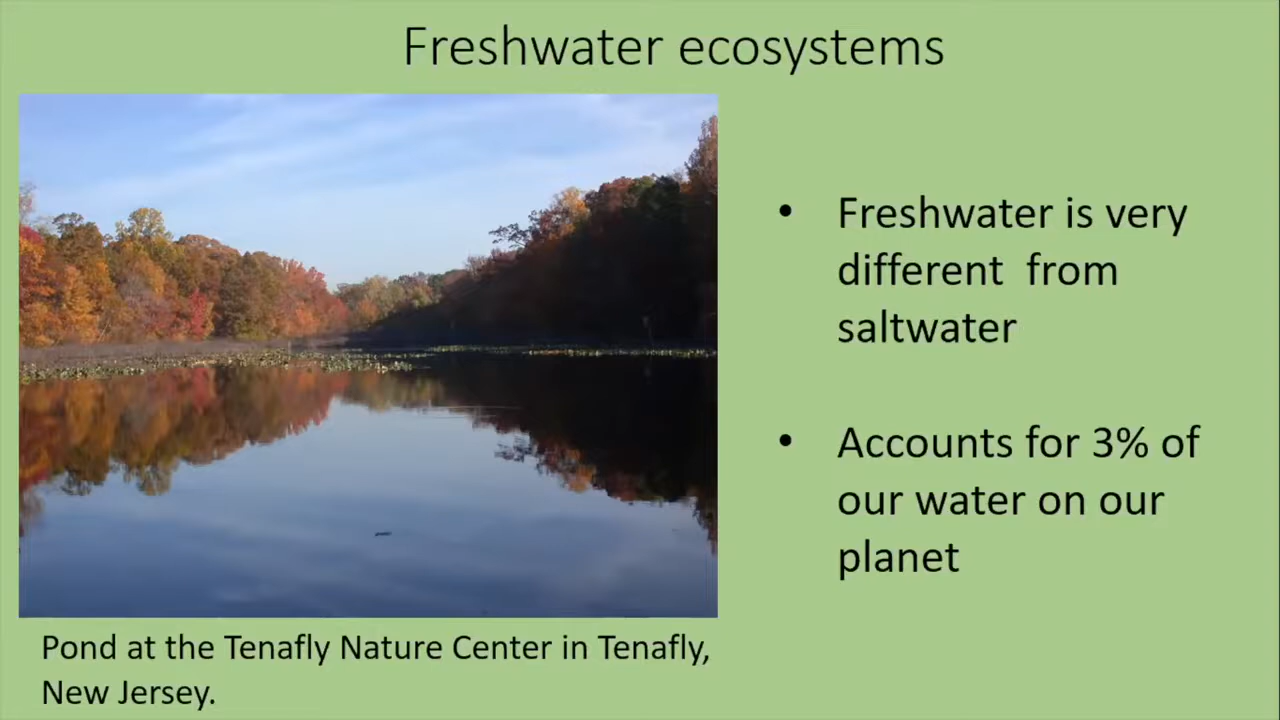 Freshwater ecosystems
• Freshwater is very
different  from
saltwater
• Accounts for 3% of
our water on our
planet
Pond at the Tenafly Nature Center in Tenafly,
New Jersey.